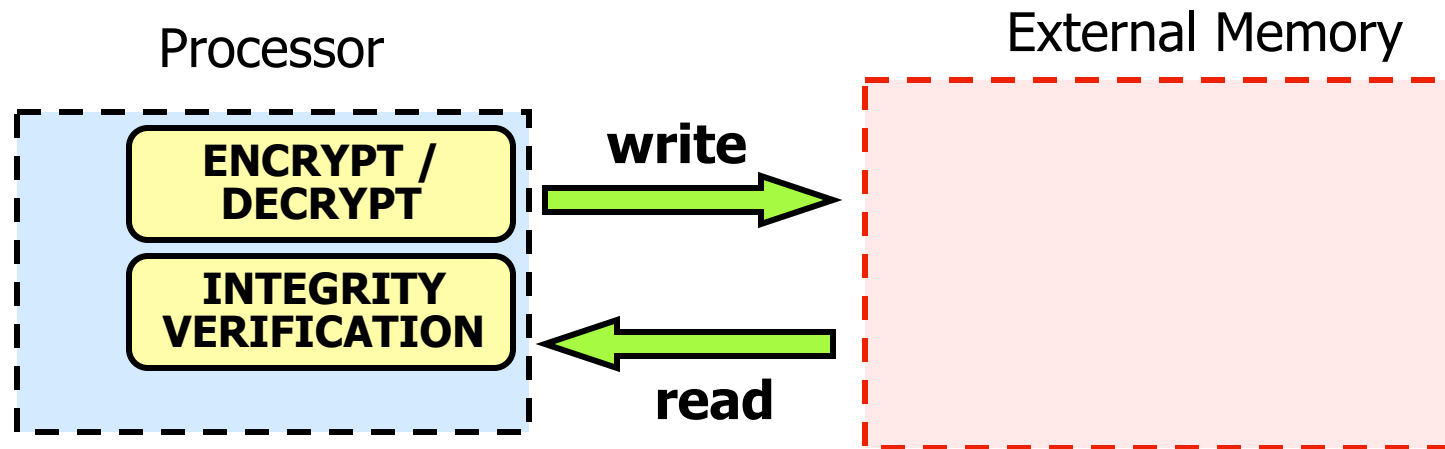 Processor
External Memory
ENCRYPT /
DECRYPT
write
INTEGRITY
VERIFICATION
read